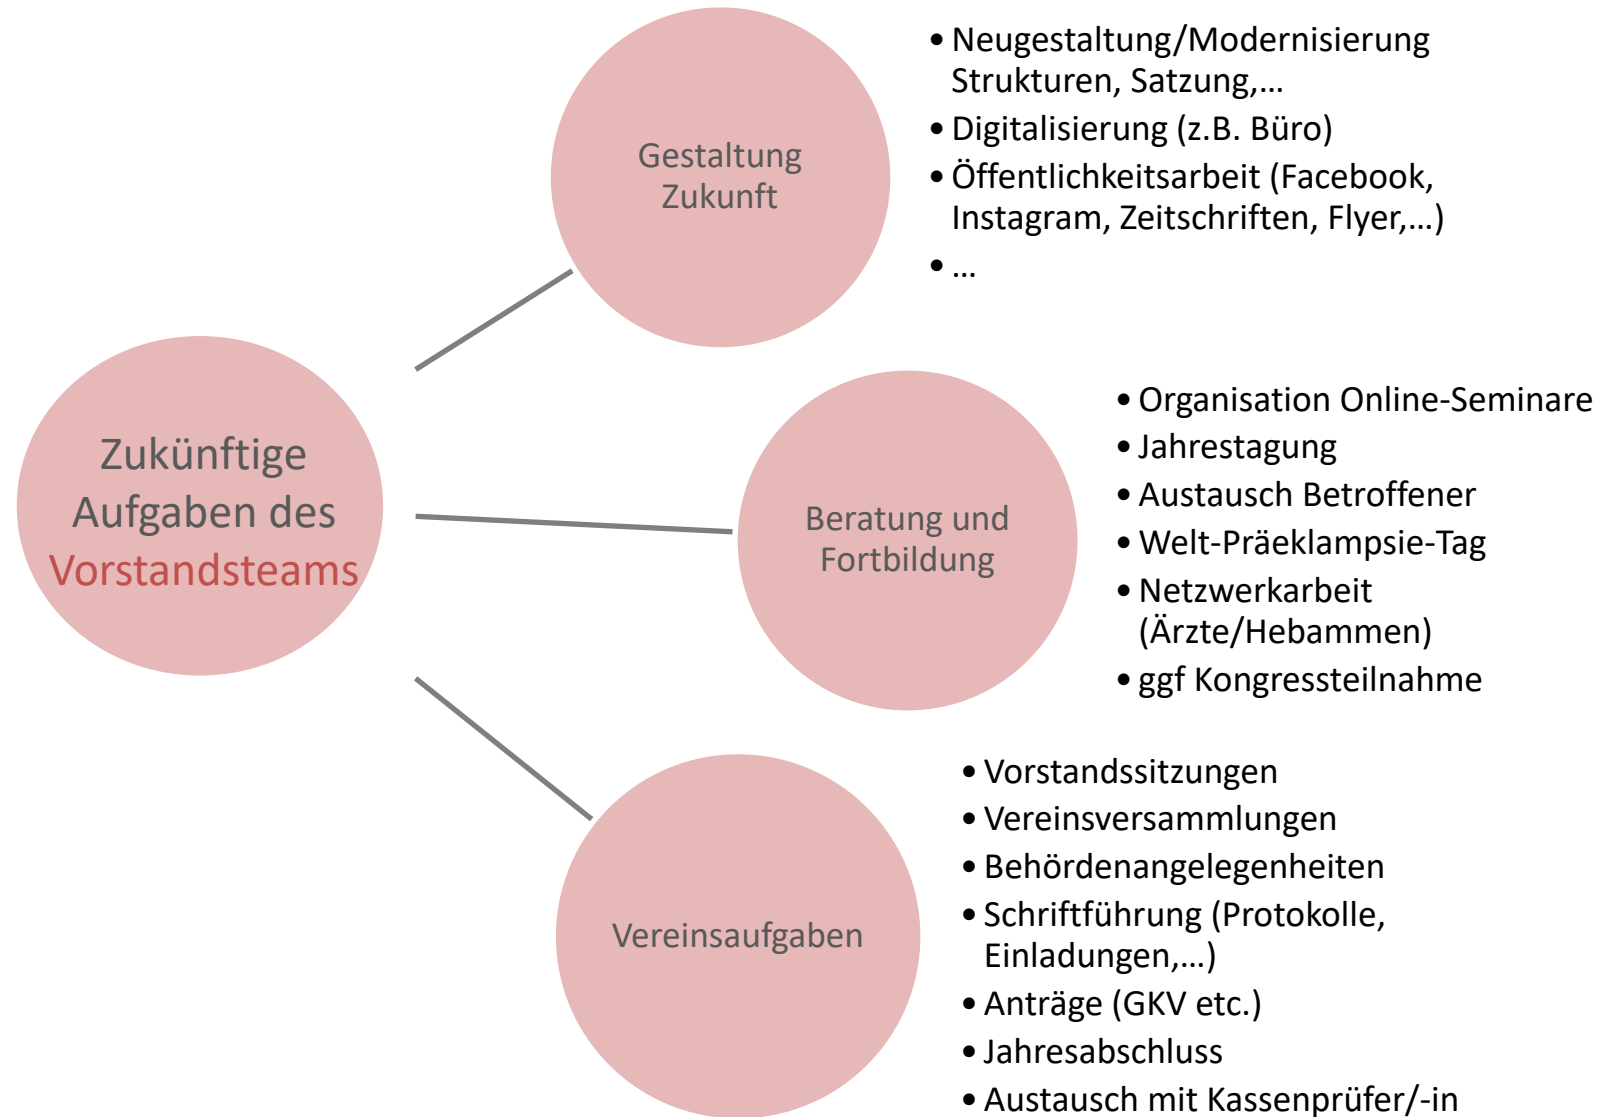 Zukünftige
Aufgaben des
Vorstandsteams
Gestaltung
Zukunft
• Neugestaltung/Modernisierung
Strukturen, Satzung,…
• Digitalisierung (z.B. Büro)
• Öffentlichkeitsarbeit (Facebook,
Instagram, Zeitschriften, Flyer,…)
• …
Beratung und
Fortbildung
• Organisation Online-Seminare
• Jahrestagung
• Austausch Betroffener
• Welt-Präeklampsie-Tag
• Netzwerkarbeit
(Ärzte/Hebammen)
• ggf Kongressteilnahme
Vereinsaufgaben
• Vorstandssitzungen
• Vereinsversammlungen
• Behördenangelegenheiten
• Schriftführung (Protokolle,
Einladungen,…)
• Anträge (GKV etc.)
• Jahresabschluss
• Austausch mit Kassenprüfer/-in